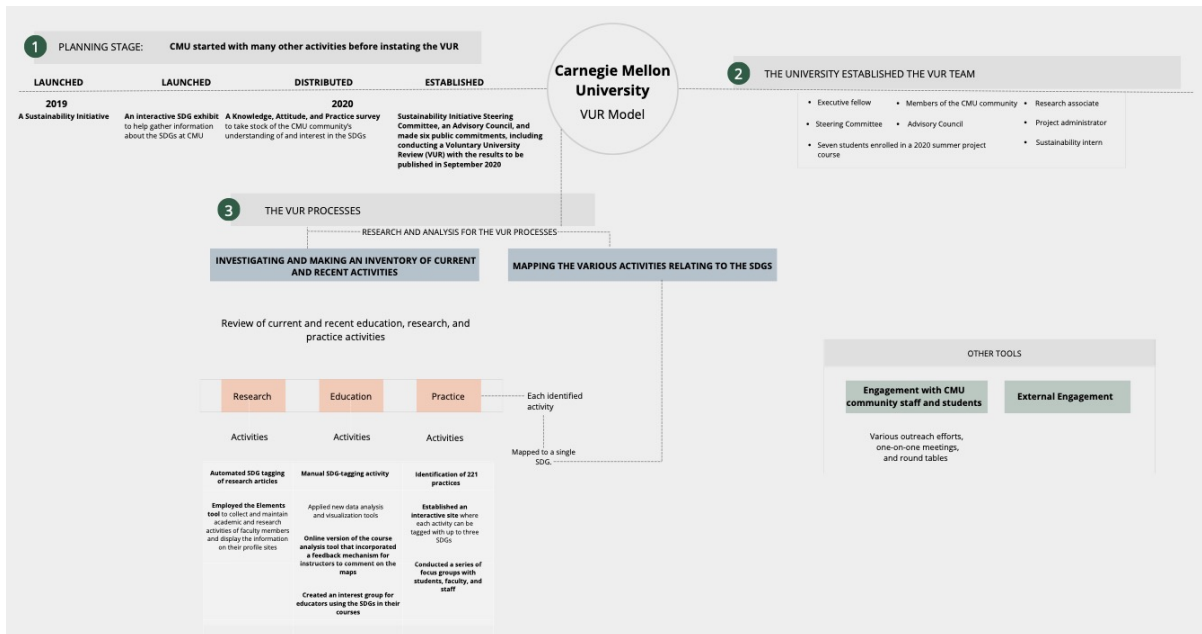 1 PLANNING STAGE: CMU started with many other activities before instating the VUR
LAUNCHED
2019
A Sustainability Initiative
LAUNCHED
An interactive SDG exhibit
to help gather information
about the SDGs at CMU
DISTRIBUTED
2020
A Knowledge, Attitude, and Practice survey
to take stock of the CMU community's
understanding of and interest in the SDGs
ESTABLISHED
Sustainability Initiative Steering
Committee, an Advisory Council, and
made six public commitments, including
conducting a Voluntary University
Review (VUR) with the results to be
published in September 2020
Carnegie Mellon
University
VUR Model
2 THE UNIVERSITY ESTABLISHED THE VUR TEAM
• Executive fellow
• Members of the CMU community
• Research associate
• Steering Committee
• Advisory Council
• Project administrator
• Seven students enrolled in a 2020 summer project
course
• Sustainability intern
3 THE VUR PROCESSES
RESEARCH AND ANALYSIS FOR THE VUR PROCESSES
INVESTIGATING AND MAKING AN INVENTORY OF CURRENT
AND RECENT ACTIVITIES
MAPPING THE VARIOUS ACTIVITIES RELATING TO THE SDGS
Review of current and recent education, research, and
practice activities
Research
Education
Practice
Each identified
activity
Mapped to a single
SDG.
Activities
Activities
Activities
Automated SDG tagging
of research articles
Employed the Elements
tool to collect and maintain
academic and research
activities of faculty members
and display the information
on their profile sites
Manual SDG-tagging activity
Applied new data analysis
and visualization tools
Online version of the course
analysis tool that incorporated
a feedback mechanism for
instructors to comment on the
maps
Created an interest group for
educators using the SDGs in their
courses
Identification of 221
practices
Established an
interactive site where
each activity can be
tagged with up to three
SDGs
Conducted a series of
focus groups with
students, faculty, and
staff
OTHER TOOLS
Engagement with CMU
community staff and students
Various outreach efforts,
one-on-one meetings,
and round tables
External Engagement